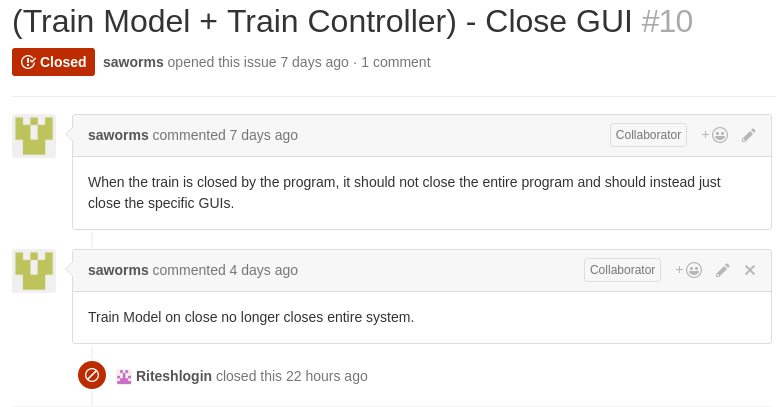 (Train Model + Train Controller) - Close GUI #10
Closed saworms opened this issue 7 days ago · 1 comment
saworms commented 7 days ago Collaborator +
When the train is closed by the program, it should not close the entire program and should instead just
close the specific GUIs.
saworms commented 4 days ago Collaborator +
Train Model on close no longer closes entire system.
Riteshlogin closed this 22 hours ago